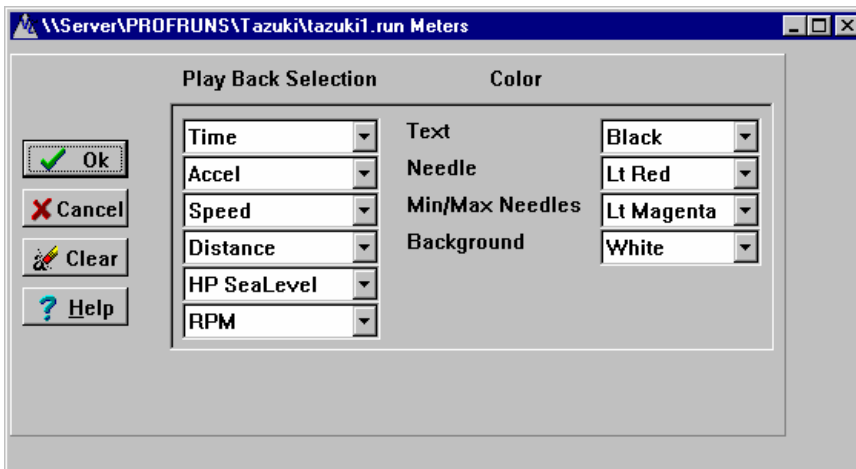 \\Server\PROFRUNS\Tazuki\tazuki1.run Meters
Play Back Selection
Color
Ok
Cancel
Clear
Help
Time
Accel
Speed
Distance
HP SeaLevel
RPM
Text
Black
Needle
Lt Red
Min/Max Needles
Lt Magenta
Background
White